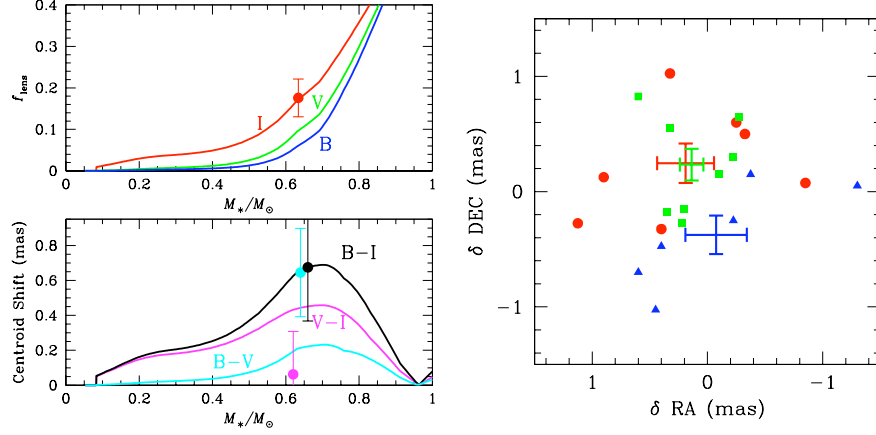 0.4
0.3
0.2
0.1
0
f_lens
I
V
B
0 0.2 0.4 0.6 0.8 1
M_*/M_⊙
0.8
0.6
0.4
0.2
0
Centroid Shift (mas)
B-I
V-I
B-V
0 0.2 0.4 0.6 0.8 1
M_*/M_⊙
1
0
-1
δ DEC (mas)
1 0 -1
δ RA (mas)